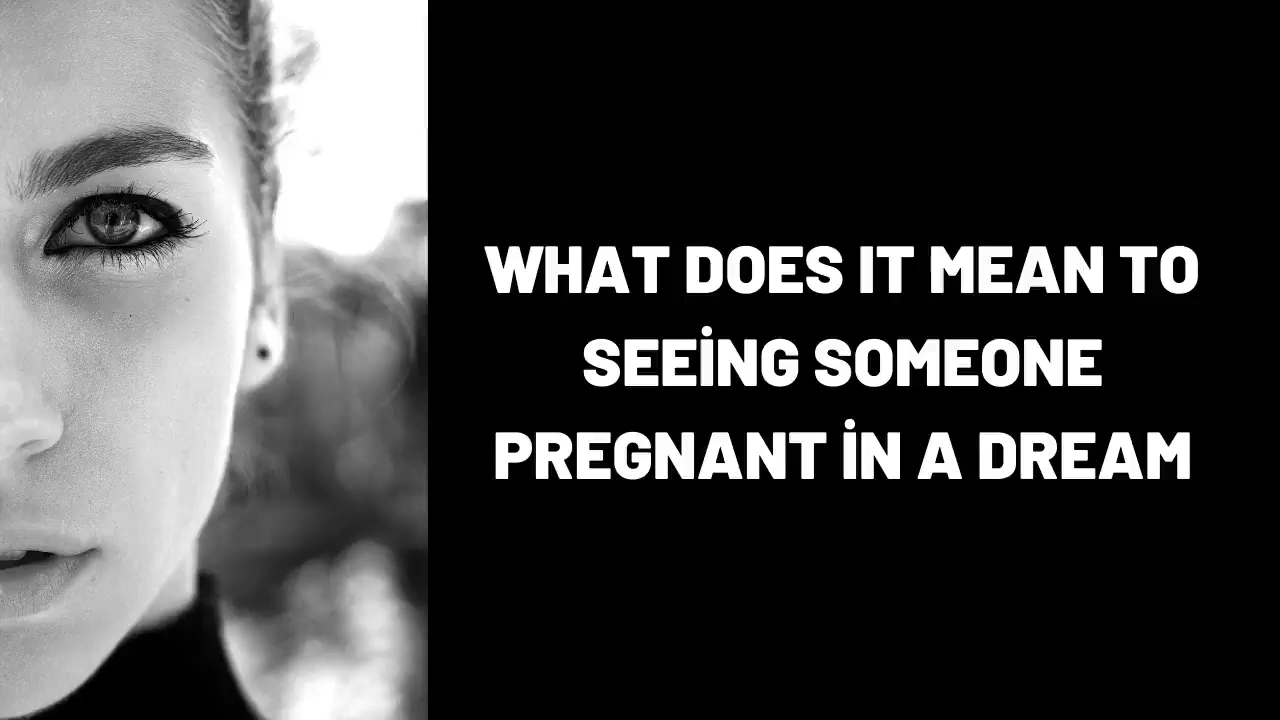 WHAT DOES IT MEAN TO
SEEİNG SOMEONE
PREGNANT İN A DREAM